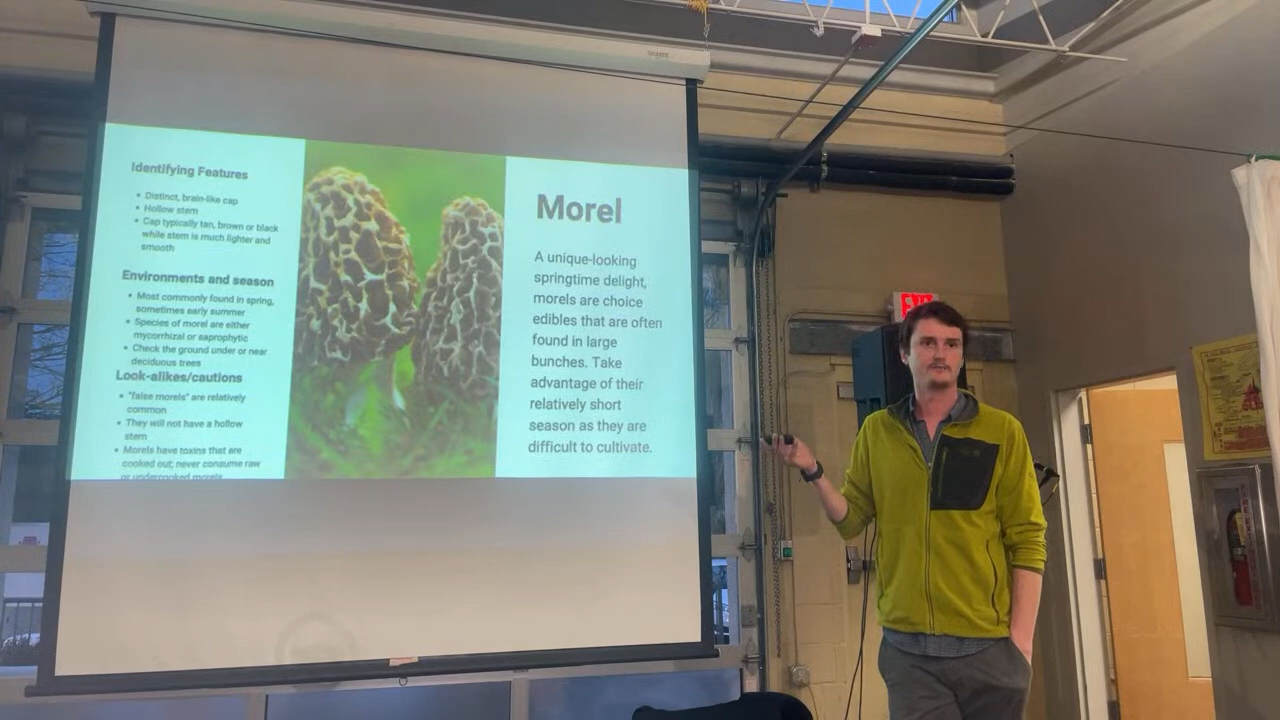 Identifying Features
• Distinct, brain-like cap
• Hollow stem
• Cap typically tan, brown or black
while stem is much lighter and
smooth
Environments and season
• Most commonly found in spring,
sometimes early summer
• Species of morel are either
mycorrhizal or saprophytic
• Check the ground under or near
deciduous trees
Look-alikes/cautions
• "false morels" are relatively
common
• They will not have a hollow
stem
• Morels have toxins that are
cooked out; never consume raw
or undercooked morels
Morel
A unique-looking
springtime delight,
morels are choice
edibles that are often
found in large
bunches. Take
advantage of their
relatively short
season as they are
difficult to cultivate.
EXIT